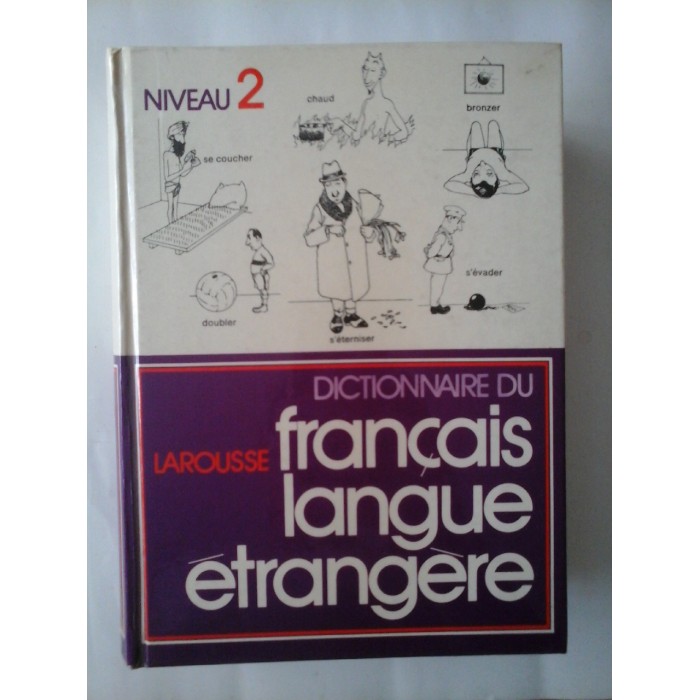 NIVEAU 2
chaud
bronzer
se coucher
s'évader
doubler
s'éterniser
DICTIONNAIRE DU
LAROUSSE français
langue
étrangère